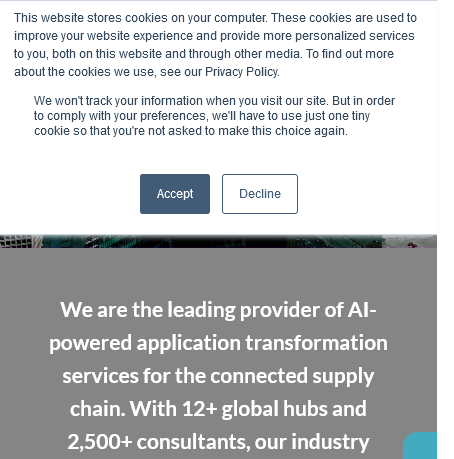 This website stores cookies on your computer. These cookies are used to
improve your website experience and provide more personalized services
to you, both on this website and through other media. To find out more
about the cookies we use, see our Privacy Policy.
We won't track your information when you visit our site. But in order
to comply with your preferences, we'll have to use just one tiny
cookie so that you're not asked to make this choice again.
Accept
Decline
We are the leading provider of AI-
powered application transformation
services for the connected supply
chain. With 12+ global hubs and
2,500+ consultants, our industry